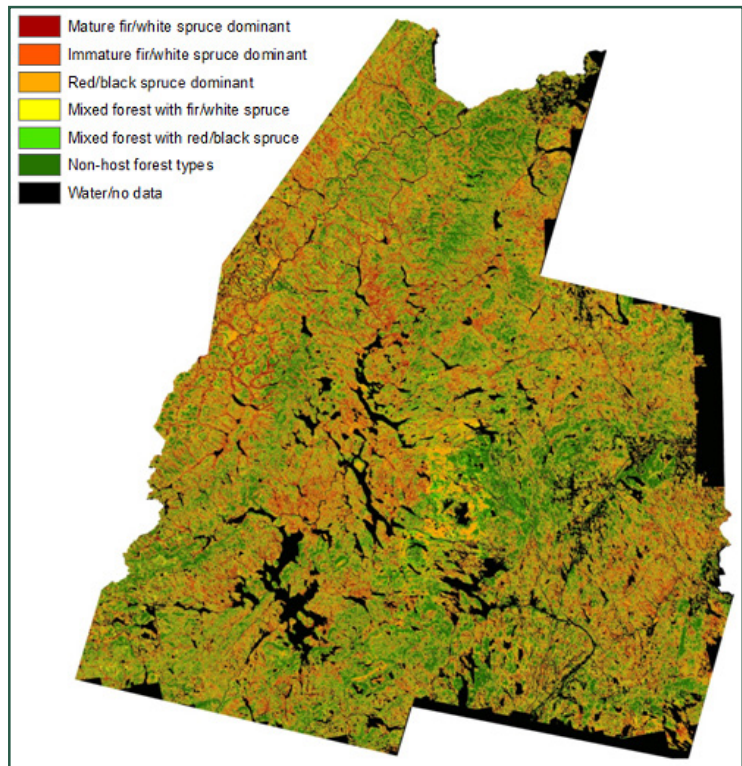 Mature fir/white spruce dominant
Immature fir/white spruce dominant
Red/black spruce dominant
Mixed forest with fir/white spruce
Mixed forest with red/black spruce
Non-host forest types
Water/no data